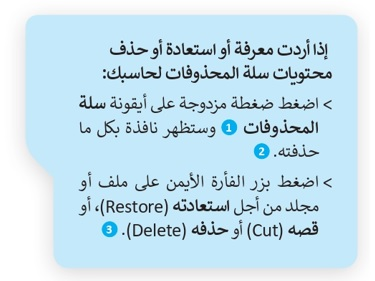 إذا أردت معرفة أو استعادة أو حذف
محتويات سلة المحذوفات لحاسبك:
> اضغط ضغطة مزدوجة على أيقونة سلة
المحذوفات 1 وستظهر نافذة بكل ما
حذفته. 2
> اضغط بزر الفأرة الأيمن على ملف أو
مجلد من أجل استعادته (Restore)، أو
قصه (Cut) أو حذفه (Delete). 3